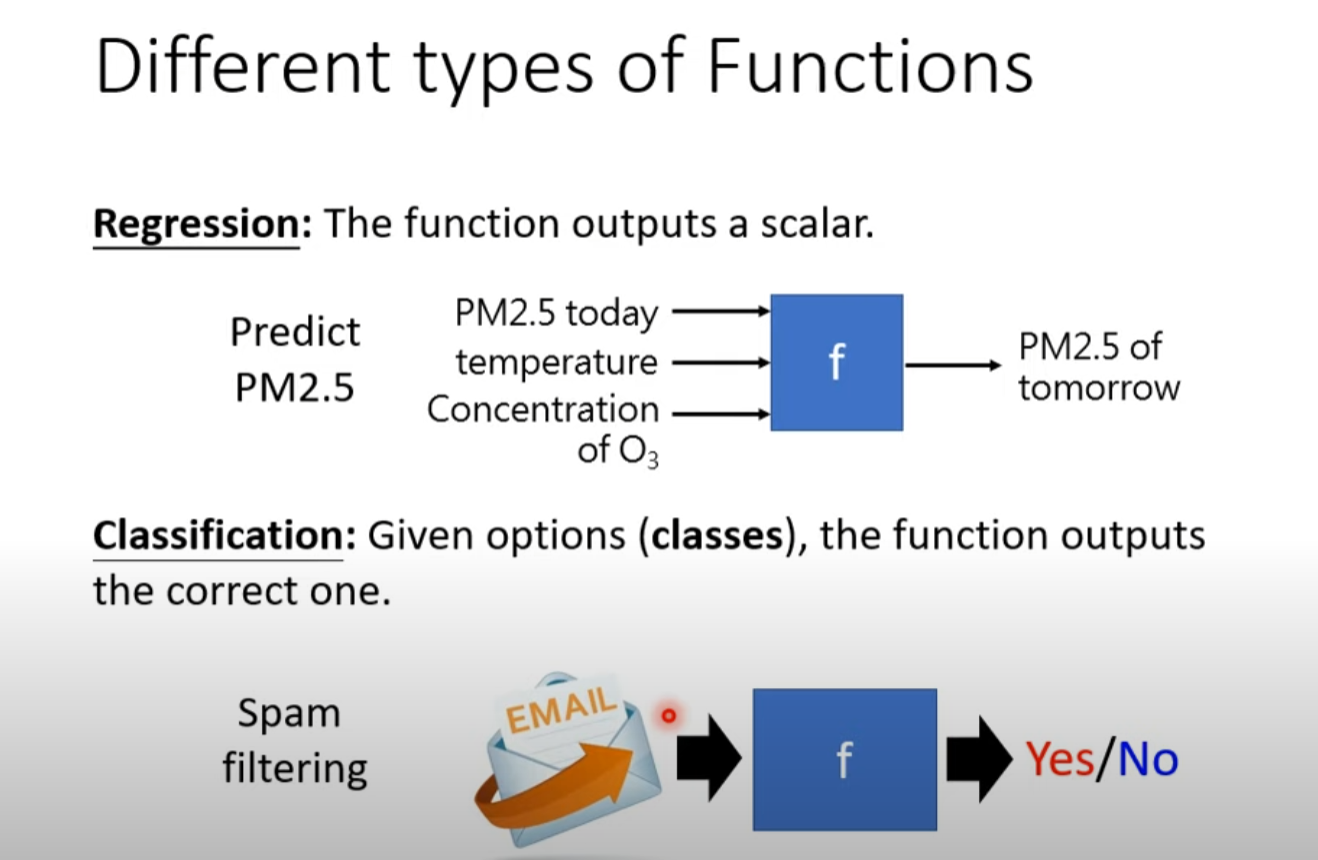 Different types of Functions
Regression: The function outputs a scalar.
Predict
PM2.5
PM2.5 today
temperature
Concentration
of O₃
f
PM2.5 of
tomorrow
Classification: Given options (classes), the function outputs
the correct one.
Spam
filtering
EMAIL
f
Yes/No